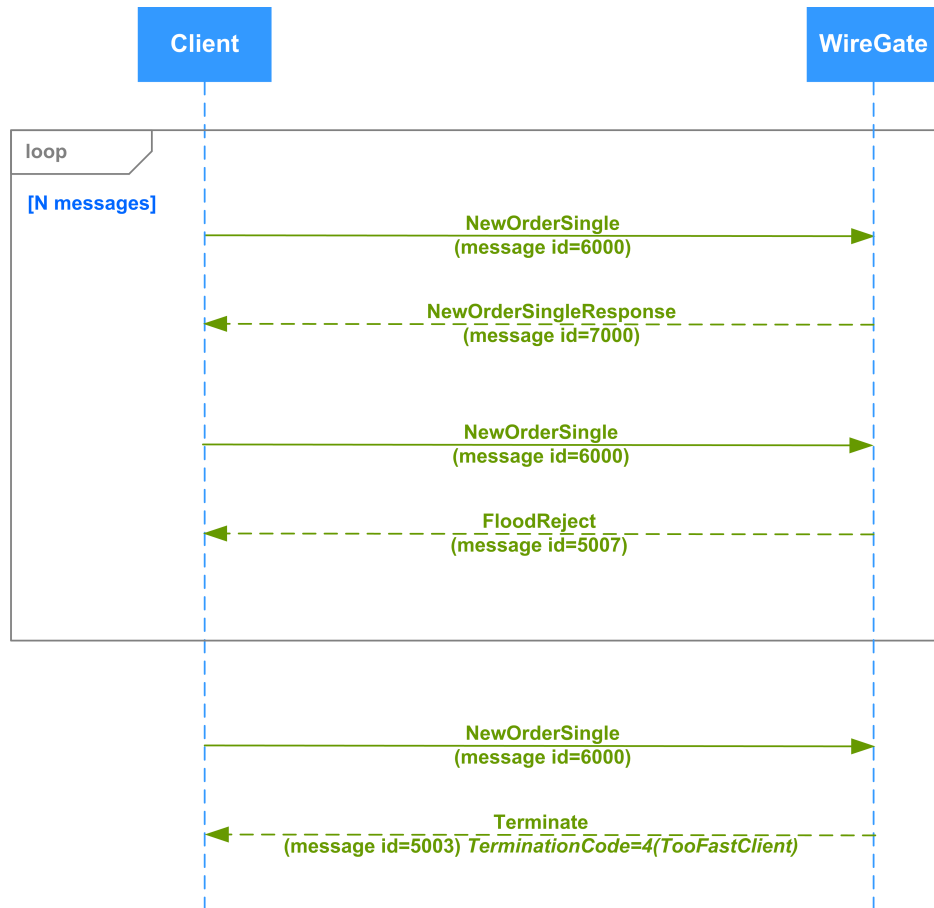 Client
WireGate
loop
[N messages]
NewOrderSingle
(message id=6000)
NewOrderSingleResponse
(message id=7000)
NewOrderSingle
(message id=6000)
FloodReject
(message id=5007)
NewOrderSingle
(message id=6000)
Terminate
(message id=5003) TerminationCode=4(TooFastClient)